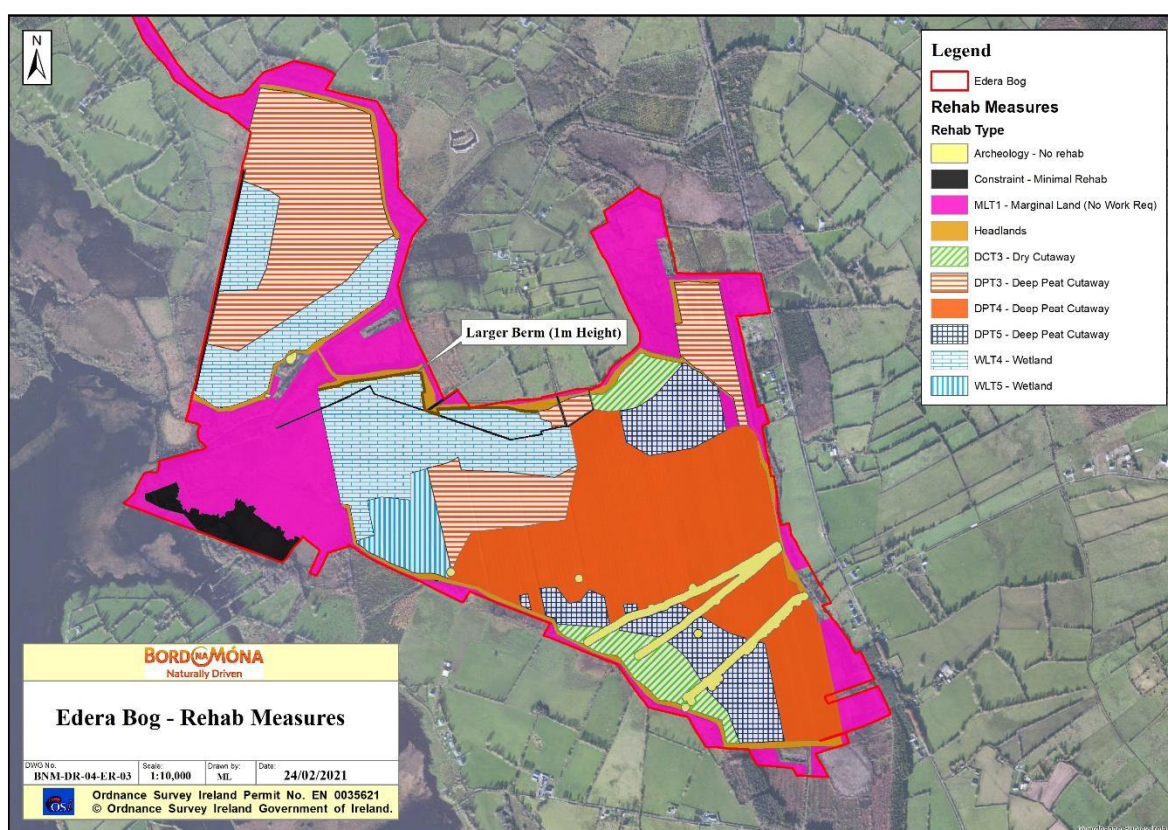 N
Legend
Edera Bog
Rehab Measures
Rehab Type
Archeology - No rehab
Constraint - Minimal Rehab
MLT1 - Marginal Land (No Work Req)
Headlands
DCT3 - Dry Cutaway
DPT3 - Deep Peat Cutaway
DPT4 - Deep Peat Cutaway
DPT5 - Deep Peat Cutaway
WLT4 - Wetland
WLT5 - Wetland
Larger Berm (1m Height)
BORD NA MÓNA
Naturally Driven
Edera Bog - Rehab Measures
DWG No. Scale: Drawn by: Date:
BNM-DR-04-ER-03 1:10,000 ML 24/02/2021
OSi Ordnance Survey Ireland Permit No. EN 0035621
© Ordnance Survey Ireland Government of Ireland.